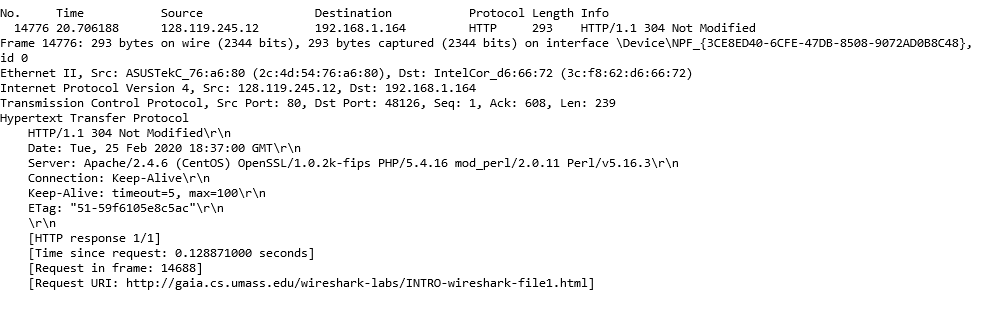 No.     Time           Source                Destination           Protocol Length Info
  14776 20.706188      128.119.245.12        192.168.1.164         HTTP     293    HTTP/1.1 304 Not Modified
Frame 14776: 293 bytes on wire (2344 bits), 293 bytes captured (2344 bits) on interface \Device\NPF_{3CE8ED40-6CFE-47DB-8508-9072AD0B8C48},
id 0
Ethernet II, Src: ASUSTekC_76:a6:80 (2c:4d:54:76:a6:80), Dst: IntelCor_d6:66:72 (3c:f8:62:d6:66:72)
Internet Protocol Version 4, Src: 128.119.245.12, Dst: 192.168.1.164
Transmission Control Protocol, Src Port: 80, Dst Port: 48126, Seq: 1, Ack: 608, Len: 239
Hypertext Transfer Protocol
    HTTP/1.1 304 Not Modified\r\n
    Date: Tue, 25 Feb 2020 18:37:00 GMT\r\n
    Server: Apache/2.4.6 (CentOS) OpenSSL/1.0.2k-fips PHP/5.4.16 mod_perl/2.0.11 Perl/v5.16.3\r\n
    Connection: Keep-Alive\r\n
    Keep-Alive: timeout=5, max=100\r\n
    ETag: "51-59f6105e8c5ac"\r\n
    \r\n
    [HTTP response 1/1]
    [Time since request: 0.128871000 seconds]
    [Request in frame: 14688]
    [Request URI: http://gaia.cs.umass.edu/wireshark-labs/INTRO-wireshark-file1.html]